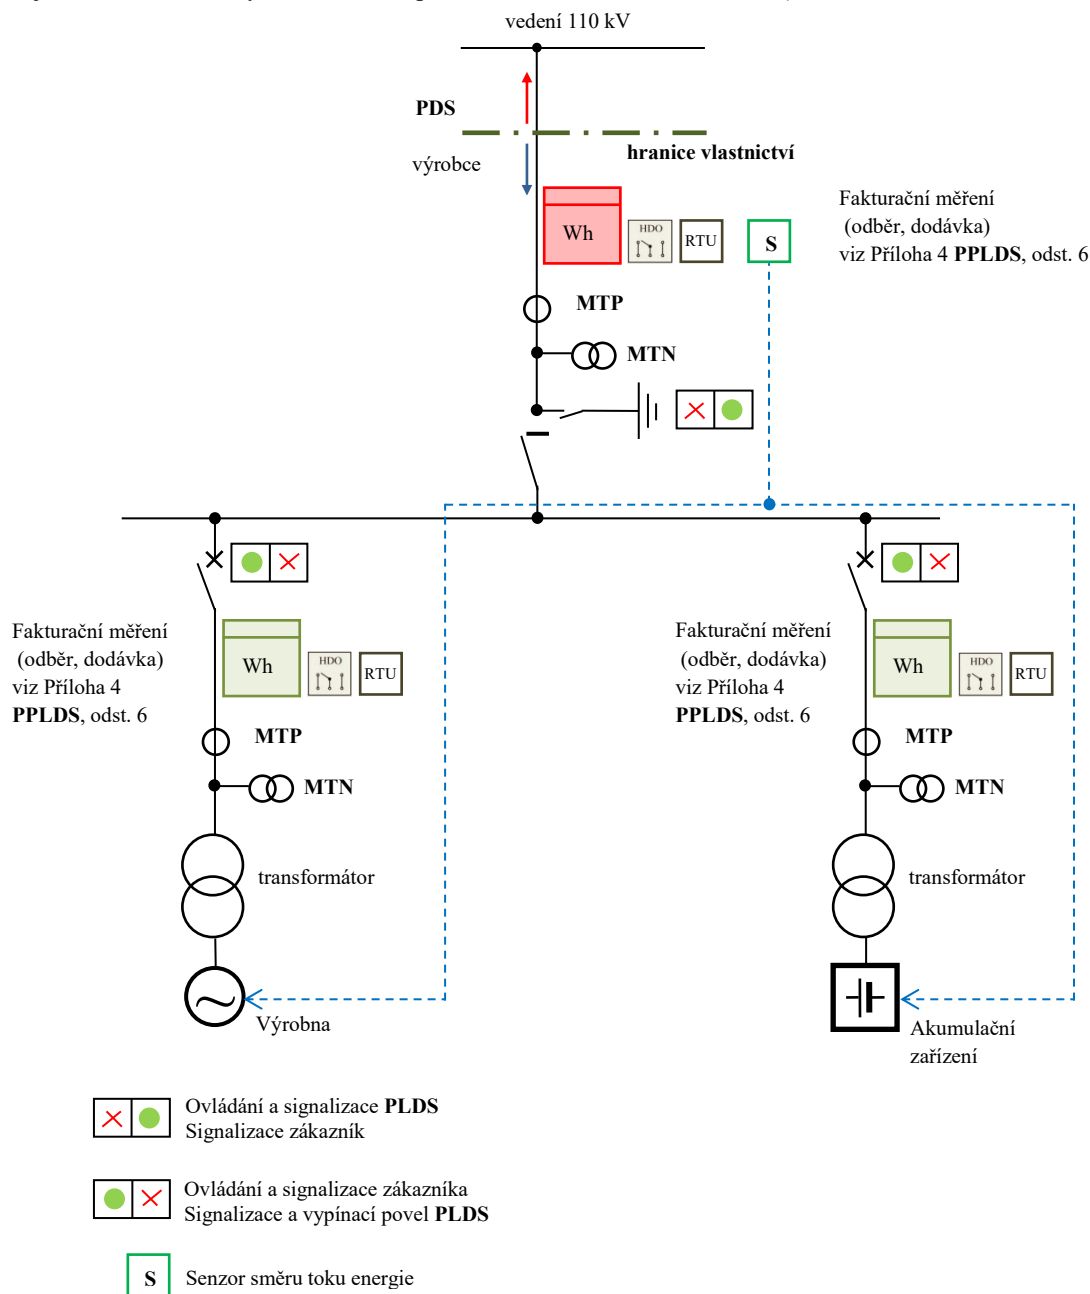 vedení 110 kV
PDS
hranice vlastnictví
výrobce
Fakturační měření
(odběr, dodávka)
viz Příloha 4 PPLDS, odst. 6
Wh
HDO
RTU
S
MTP
MTN
Fakturační měření
(odběr, dodávka)
viz Příloha 4
PPLDS, odst. 6
Wh
HDO
RTU
MTP
MTN
transformátor
Výrobna
Fakturační měření
(odběr, dodávka)
viz Příloha 4
PPLDS, odst. 6
Wh
HDO
RTU
MTP
MTN
transformátor
Akumulační
zařízení
Ovládání a signalizace PLDS
Signalizace zákazník
Ovládání a signalizace zákazníka
Signalizace a vypínací povel PLDS
S
Senzor směru toku energie